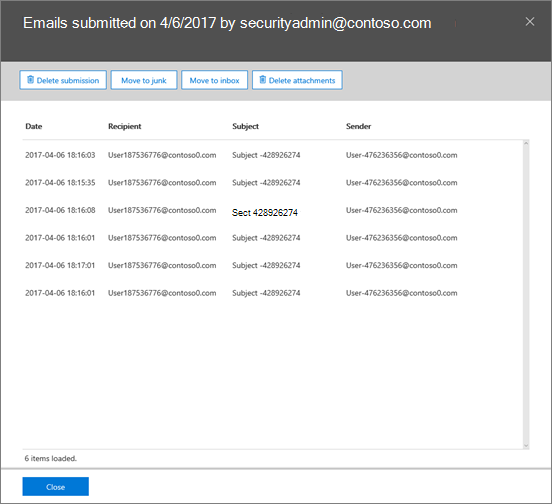 Emails submitted on 4/6/2017 by securityadmin@contoso.com
Delete submission Move to junk Move to inbox Delete attachments
Date Recipient Subject Sender
2017-04-06 18:16:03 User187536776@contoso0.com Subject -428926274 User-476236356@contoso0.com
2017-04-06 18:15:35 User187536776@contoso0.com Subject -428926274 User-476236356@contoso0.com
2017-04-06 18:16:08 User187536776@contoso0.com Sect 428926274 User-476236356@contoso0.com
2017-04-06 18:16:01 User187536776@contoso0.com Subject -428926274 User-476236356@contoso0.com
2017-04-06 18:17:01 User187536776@contoso0.com Subject -428926274 User-476236356@contoso0.com
2017-04-06 18:16:01 User187536776@contoso0.com Subject -428926274 User-476236356@contoso0.com
6 items loaded.
Close